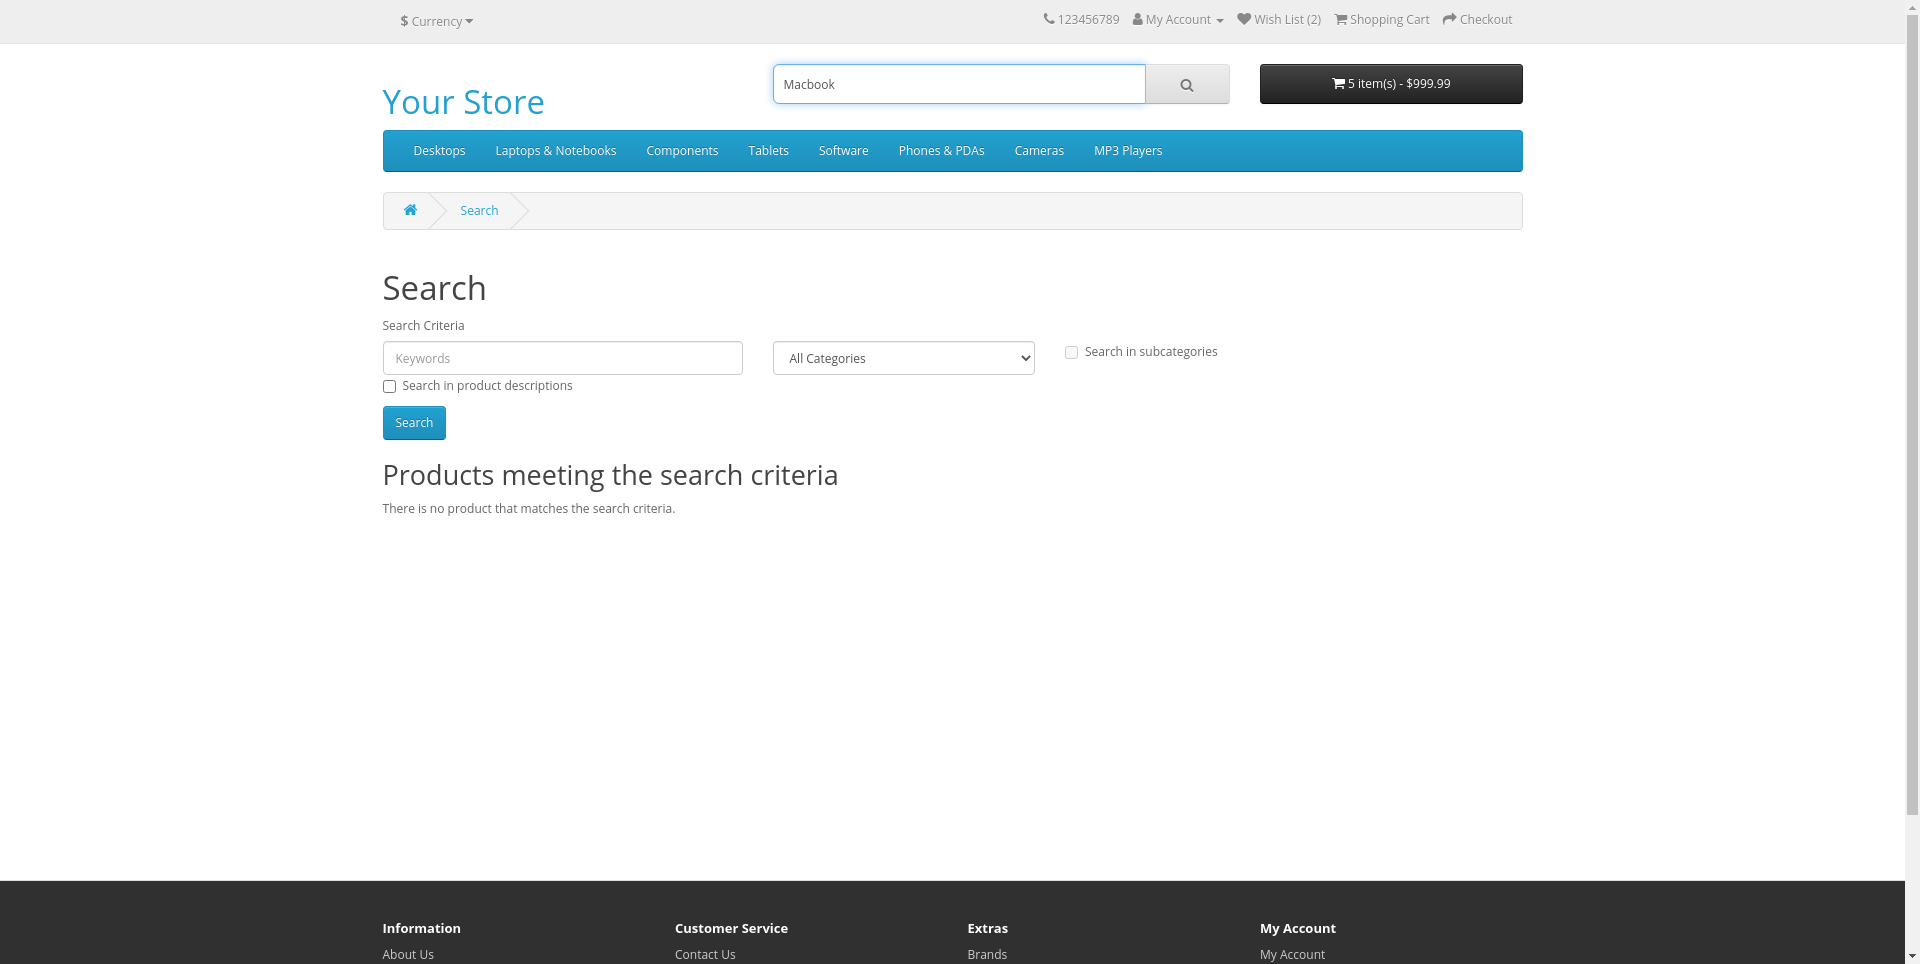 $ Currency
123456789 My Account Wish List (2) Shopping Cart Checkout
Your Store
Macbook
5 item(s) - $999.99
Desktops Laptops & Notebooks Components Tablets Software Phones & PDAs Cameras MP3 Players
Search
Search
Search Criteria
Keywords
All Categories
Search in subcategories
Search in product descriptions
Search
Products meeting the search criteria
There is no product that matches the search criteria.
Information Customer Service Extras My Account
About Us Contact Us Brands My Account